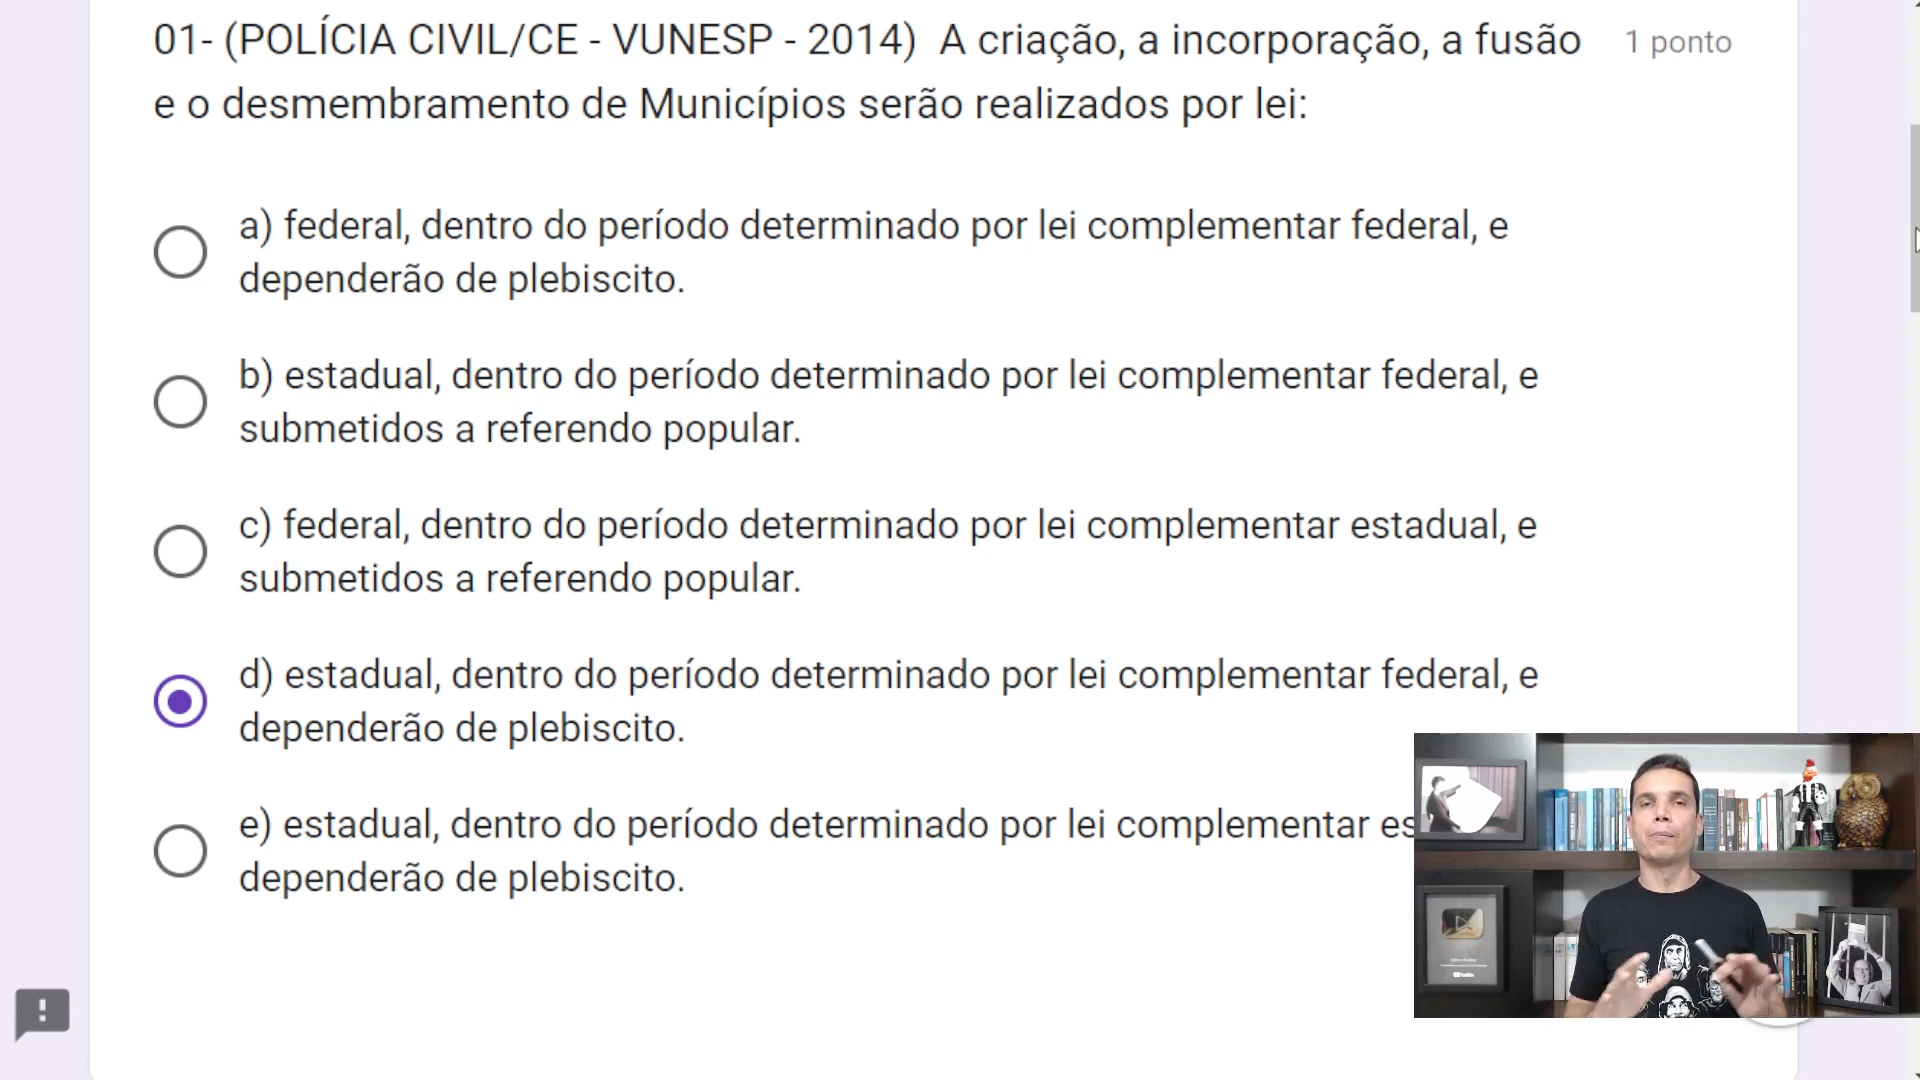 01- (POLÍCIA CIVIL/CE - VUNESP - 2014)  A criação, a incorporação, a fusão
1 ponto
e o desmembramento de Municípios serão realizados por lei:
a) federal, dentro do período determinado por lei complementar federal, e
dependerão de plebiscito.
b) estadual, dentro do período determinado por lei complementar federal, e
submetidos a referendo popular.
c) federal, dentro do período determinado por lei complementar estadual, e
submetidos a referendo popular.
d) estadual, dentro do período determinado por lei complementar federal, e
dependerão de plebiscito.
e) estadual, dentro do período determinado por lei complementar es
dependerão de plebiscito.